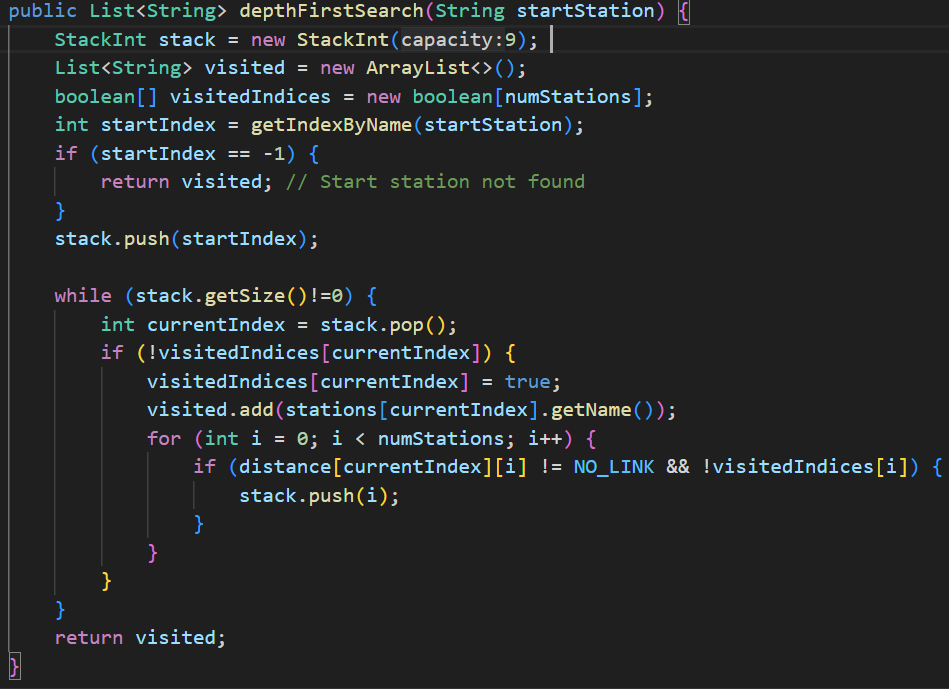 public List<String> depthFirstSearch(String startStation) {
    StackInt stack = new StackInt(capacity:9);
    List<String> visited = new ArrayList<>();
    boolean[] visitedIndices = new boolean[numStations];
    int startIndex = getIndexByName(startStation);
    if (startIndex == -1) {
        return visited; // Start station not found
    }
    stack.push(startIndex);

    while (stack.getSize()!=0) {
        int currentIndex = stack.pop();
        if (!visitedIndices[currentIndex]) {
            visitedIndices[currentIndex] = true;
            visited.add(stations[currentIndex].getName());
            for (int i = 0; i < numStations; i++) {
                if (distance[currentIndex][i] != NO_LINK && !visitedIndices[i]) {
                    stack.push(i);
                }
            }
        }
    }
    return visited;
}